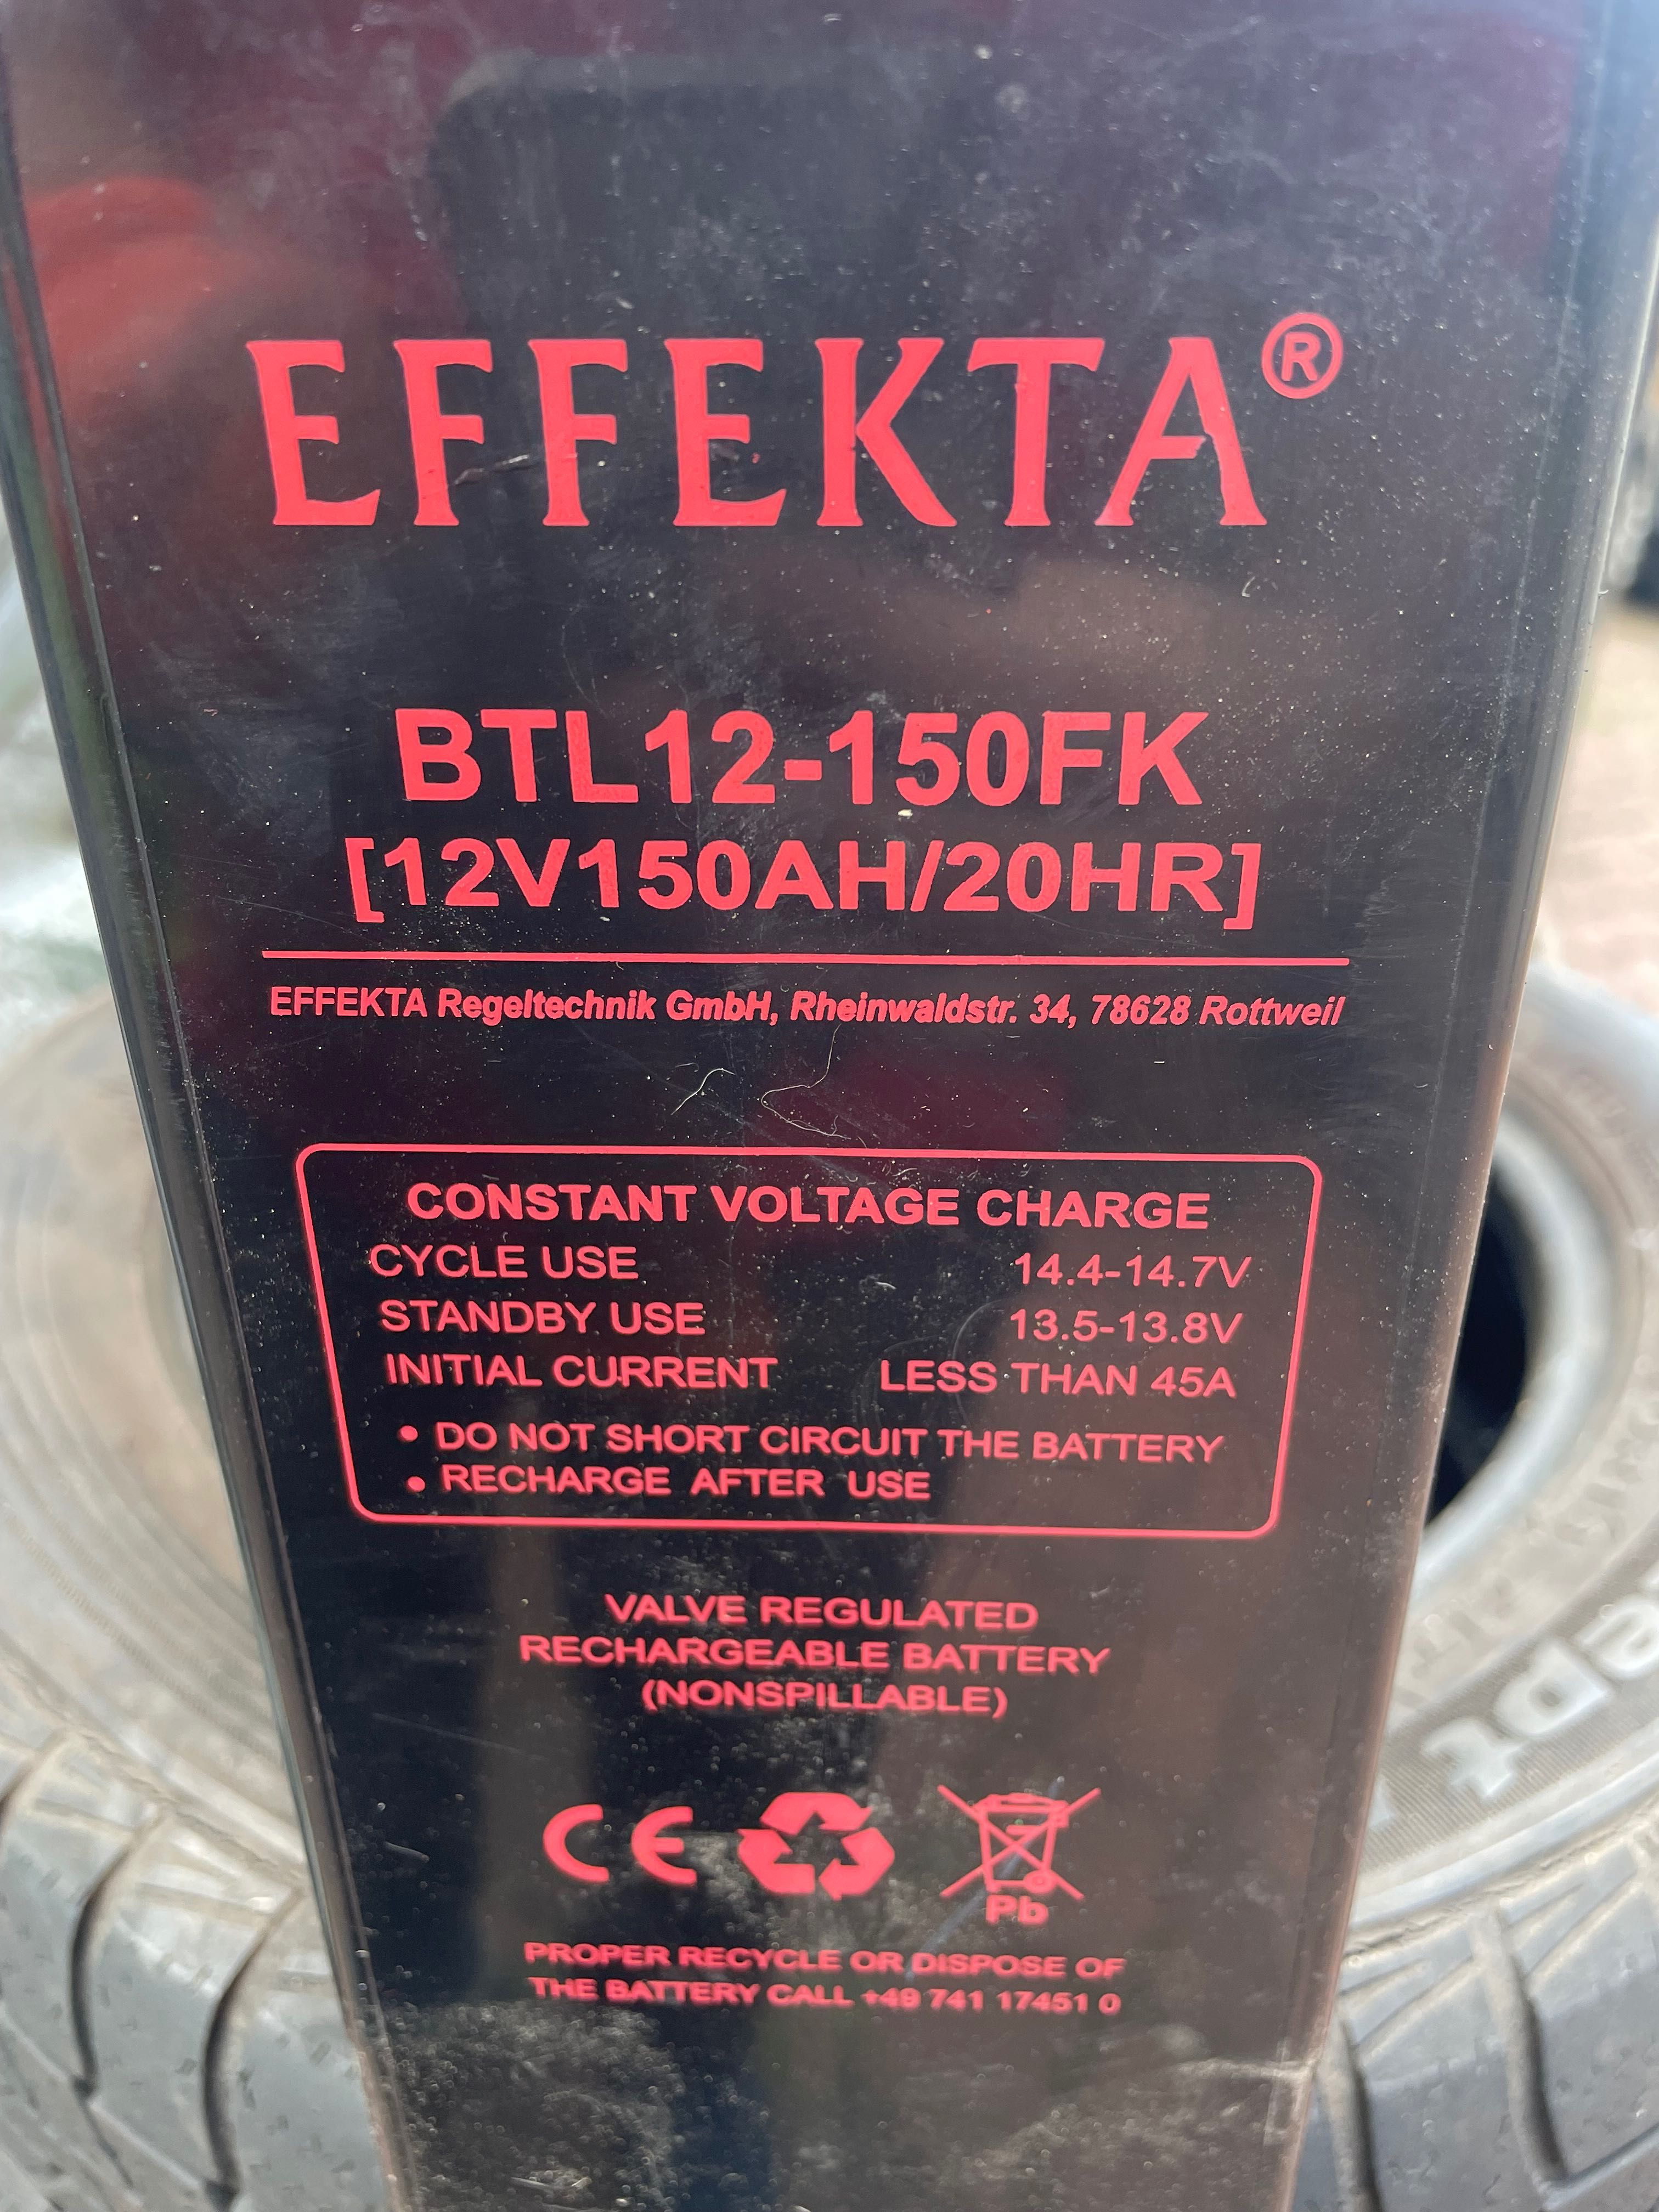 EFFEKTA®
BTL12-150FK
[12V150AH/20HR]
EFFEKTA Regeltechnik GmbH, Rheinwaldstr. 34, 78628 Rottweil
CONSTANT VOLTAGE CHARGE
CYCLE USE 14.4-14.7V
STANDBY USE 13.5-13.8V
INITIAL CURRENT LESS THAN 45A
• DO NOT SHORT CIRCUIT THE BATTERY
• RECHARGE AFTER USE
VALVE REGULATED
RECHARGEABLE BATTERY
(NONSPILLABLE)
CE
Pb
PROPER RECYCLE OR DISPOSE OF
THE BATTERY CALL +49 741 17451 0